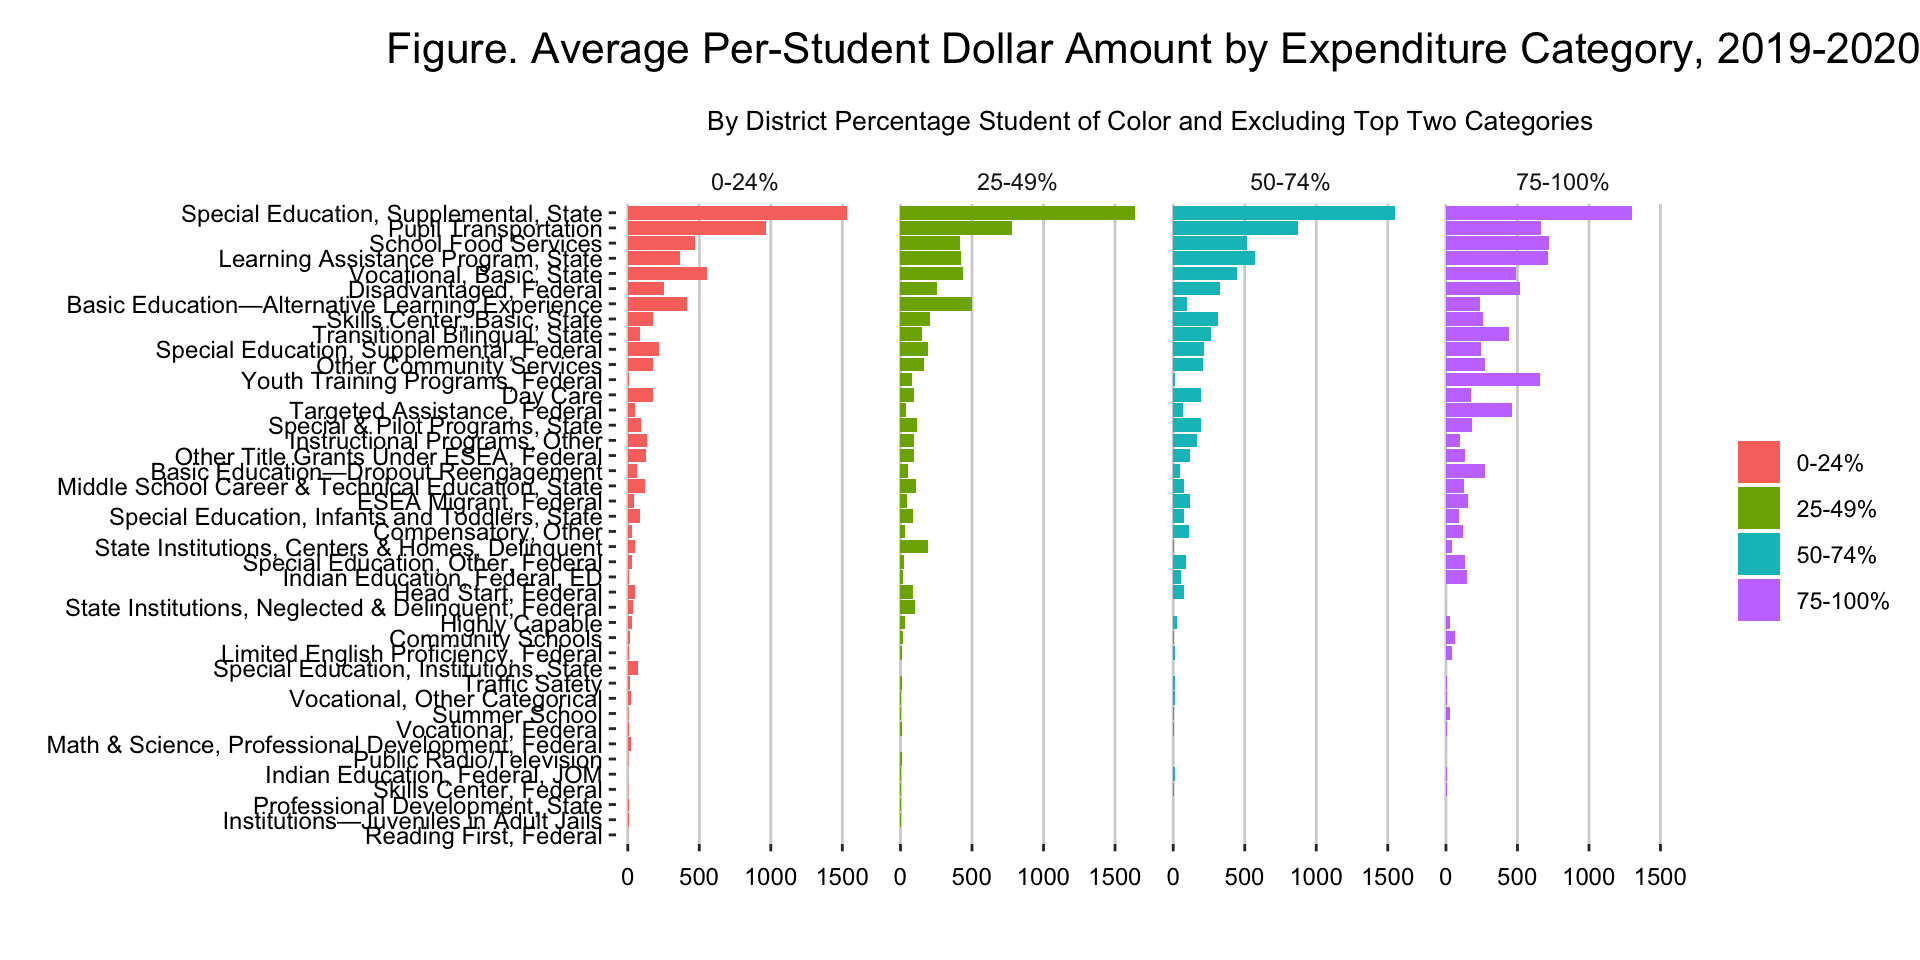 Figure. Average Per-Student Dollar Amount by Expenditure Category, 2019-2020
By District Percentage Student of Color and Excluding Top Two Categories
0-24% 25-49% 50-74% 75-100%
Special Education, Supplemental, State
Pupil Transportation
School Food Services
Learning Assistance Program, State
Vocational, Basic, State
Disadvantaged, Federal
Basic Education—Alternative Learning Experience
Skills Center, Basic, State
Transitional Bilingual, State
Special Education, Supplemental, Federal
Other Community Services
Youth Training Programs, Federal
Day Care
Targeted Assistance, Federal
Special & Pilot Programs, State
Instructional Programs, Other
Other Title Grants Under ESEA, Federal
Basic Education—Dropout Reengagement
Middle School Career & Technical Education, State
ESEA Migrant, Federal
Special Education, Infants and Toddlers, State
Compensatory, Other
State Institutions, Centers & Homes, Delinquent
Special Education, Other, Federal
Indian Education, Federal, ED
Head Start, Federal
State Institutions, Neglected & Delinquent, Federal
Highly Capable
Community Schools
Limited English Proficiency, Federal
Special Education, Institutions, State
Traffic Safety
Vocational, Other Categorical
Summer School
Vocational, Federal
Math & Science, Professional Development, Federal
Public Radio/Television
Indian Education, Federal, JOM
Skills Center, Federal
Professional Development, State
Institutions—Juveniles in Adult Jails
Reading First, Federal
0 500 1000 1500 0 500 1000 1500 0 500 1000 1500 0 500 1000 1500
0-24%
25-49%
50-74%
75-100%